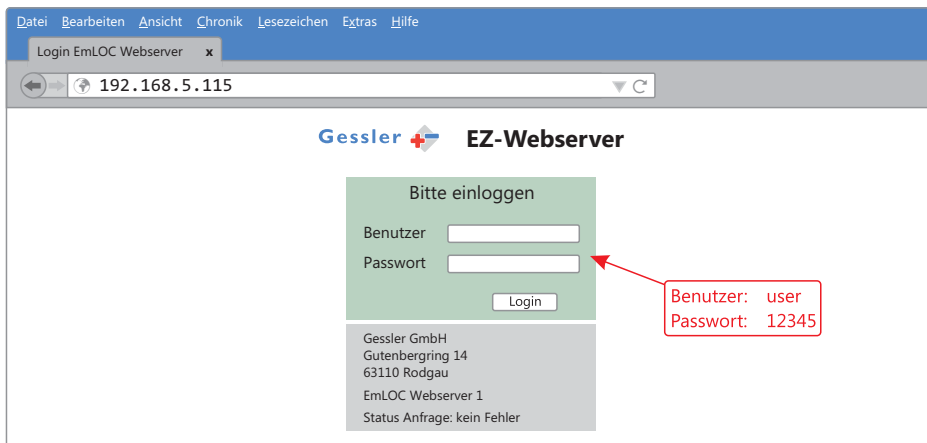 Datei Bearbeiten Ansicht Chronik Lesezeichen Extras Hilfe
Login EmLOC Webserver x
192.168.5.115
Gessler EZ-Webserver
Bitte einloggen
Benutzer
Passwort
Login
Benutzer: user
Passwort: 12345
Gessler GmbH
Gutenbergring 14
63110 Rodgau
EmLOC Webserver 1
Status Anfrage: kein Fehler